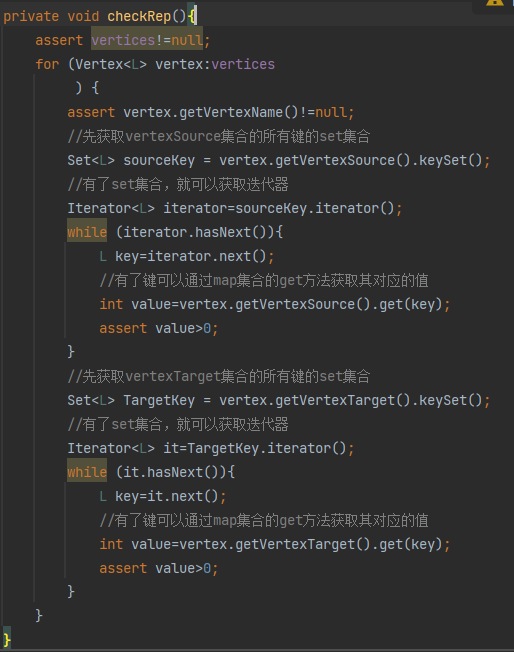 private void checkRep(){
assert vertices!=null;
for (Vertex<L> vertex:vertices
) {
assert vertex.getVertexName()!=null;
//先获取vertexSource集合的所有键的set集合
Set<L> sourceKey = vertex.getVertexSource().keySet();
//有了set集合，就可以获取迭代器
Iterator<L> iterator=sourceKey.iterator();
while (iterator.hasNext()){
L key=iterator.next();
//有了键可以通过map集合的get方法获取其对应的值
int value=vertex.getVertexSource().get(key);
assert value>0;
}
//先获取vertexTarget集合的所有键的set集合
Set<L> TargetKey = vertex.getVertexTarget().keySet();
//有了set集合，就可以获取迭代器
Iterator<L> it=TargetKey.iterator();
while (it.hasNext()){
L key=it.next();
//有了键可以通过map集合的get方法获取其对应的值
int value=vertex.getVertexTarget().get(key);
assert value>0;
}
}
}